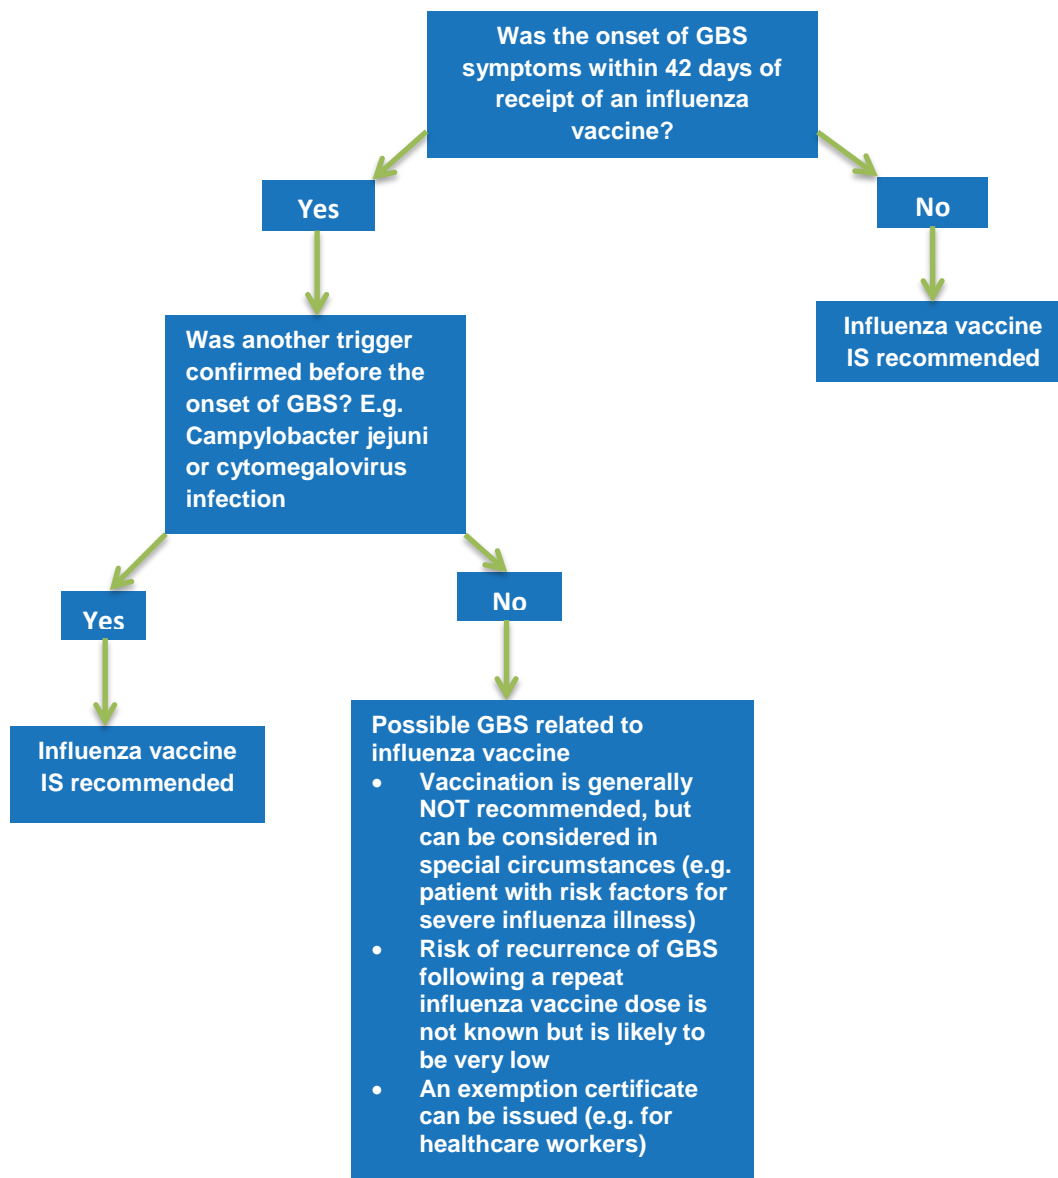 Was the onset of GBS
symptoms within 42 days of
receipt of an influenza
vaccine?
Yes
No
Was another trigger
confirmed before the
onset of GBS? E.g.
Campylobacter jejuni
or cytomegalovirus
infection
Influenza vaccine
IS recommended
Yes
No
Influenza vaccine
IS recommended
Possible GBS related to
influenza vaccine
• Vaccination is generally
NOT recommended, but
can be considered in
special circumstances (e.g.
patient with risk factors for
severe influenza illness)
• Risk of recurrence of GBS
following a repeat
influenza vaccine dose is
not known but is likely to
be very low
• An exemption certificate
can be issued (e.g. for
healthcare workers)